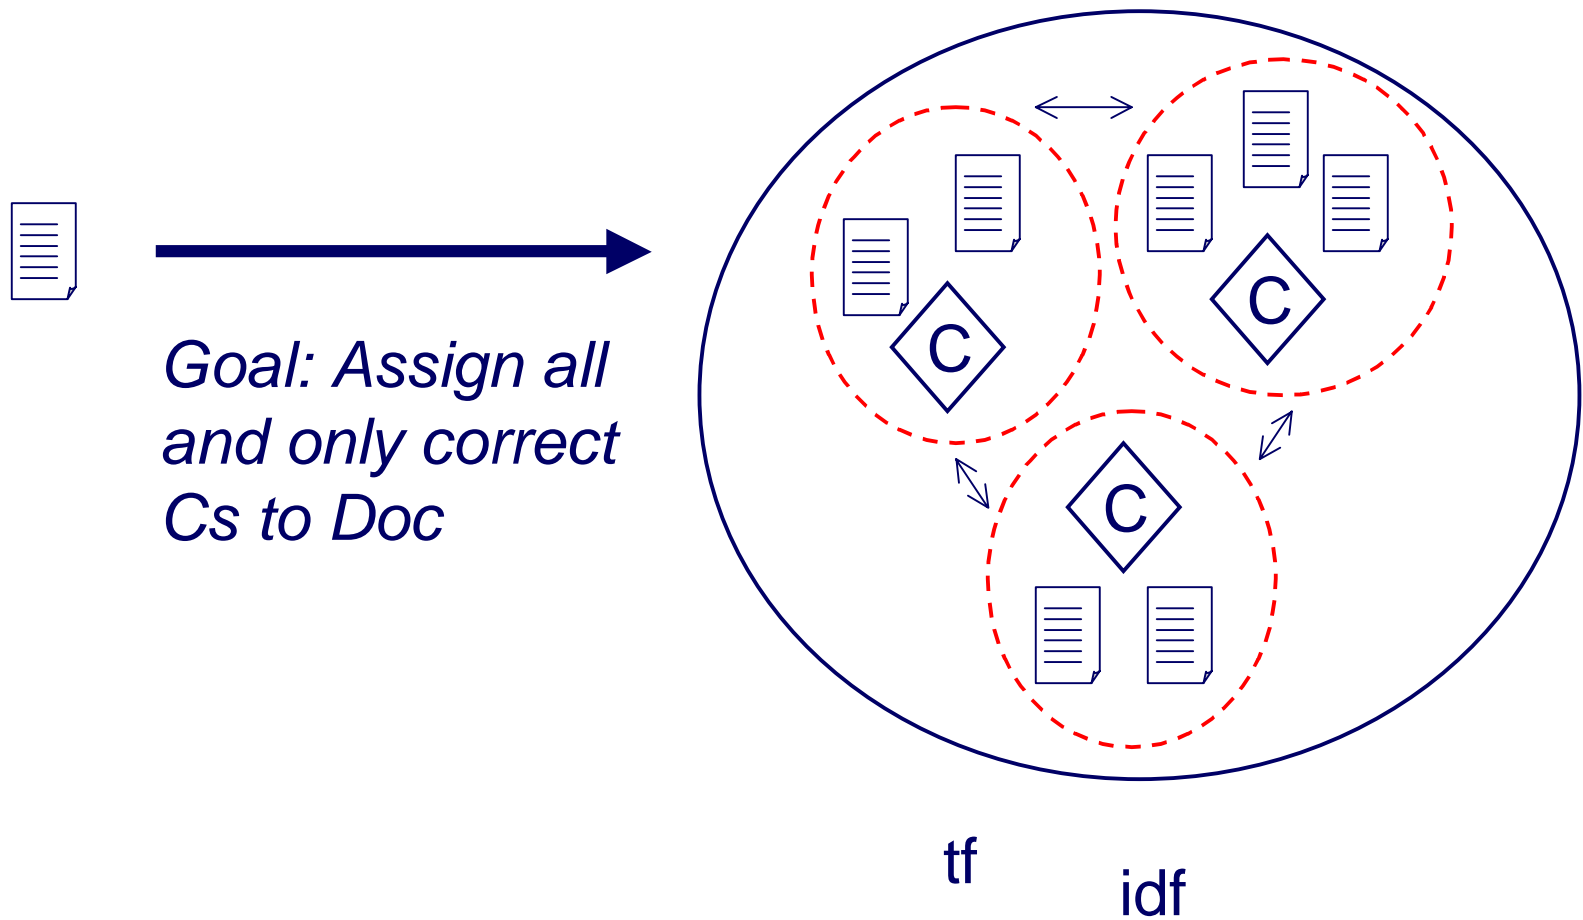 Goal: Assign all
and only correct
Cs to Doc
C
C
C
tf
idf